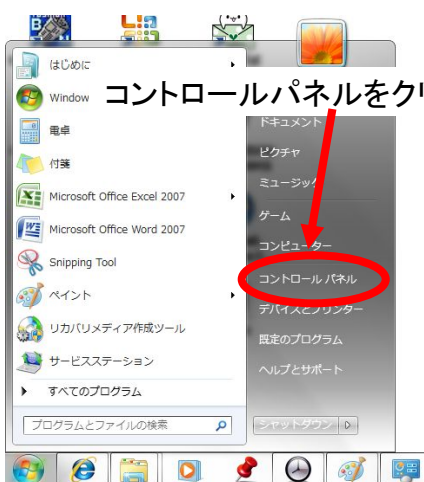 (･ｪ･)
はじめに
Window
コントロールパネルをク
電卓
付箋
Microsoft Office Excel 2007
Microsoft Office Word 2007
Snipping Tool
ペイント
リカバリメディア作成ツール
サービスステーション
すべてのプログラム
プログラムとファイルの検索
ドキュメント
ピクチャ
ミュージック
ゲーム
コンピューター
コントロール パネル
デバイスとプリンター
既定のプログラム
ヘルプとサポート
シャットダウン